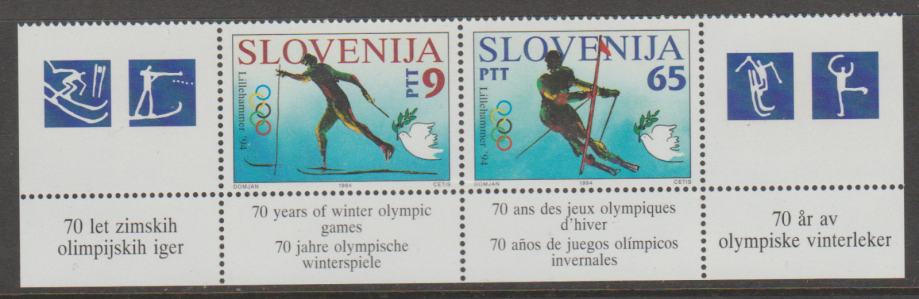 SLOVENIJA
Lillehammer '94
PTT 9
DOMJAN 1994 CETIS
SLOVENIJA
PTT 65
Lillehammer '94
DOMJAN 1994 CETIS
70 let zimskih
olimpijskih iger
70 years of winter olympic
games
70 jahre olympische
winterspiele
70 ans des jeux olympiques
d'hiver
70 años de juegos olímpicos
invernales
70 år av
olympiske vinterleker